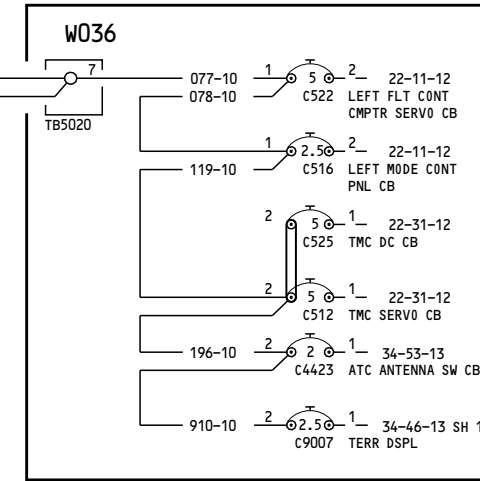 W036
7
TB5020
077-10 1 5 2 22-11-12
078-10 C522 LEFT FLT CONT
CMPTR SERVO CB
1 2.5 2 22-11-12
119-10 C516 LEFT MODE CONT
PNL CB
2 5 1 22-31-12
C525 TMC DC CB
2 5 1 22-31-12
C512 TMC SERVO CB
196-10 2 2 1 34-53-13
C4423 ATC ANTENNA SW CB
910-10 2 2.5 1 34-46-13 SH 1
C9007 TERR DSPL